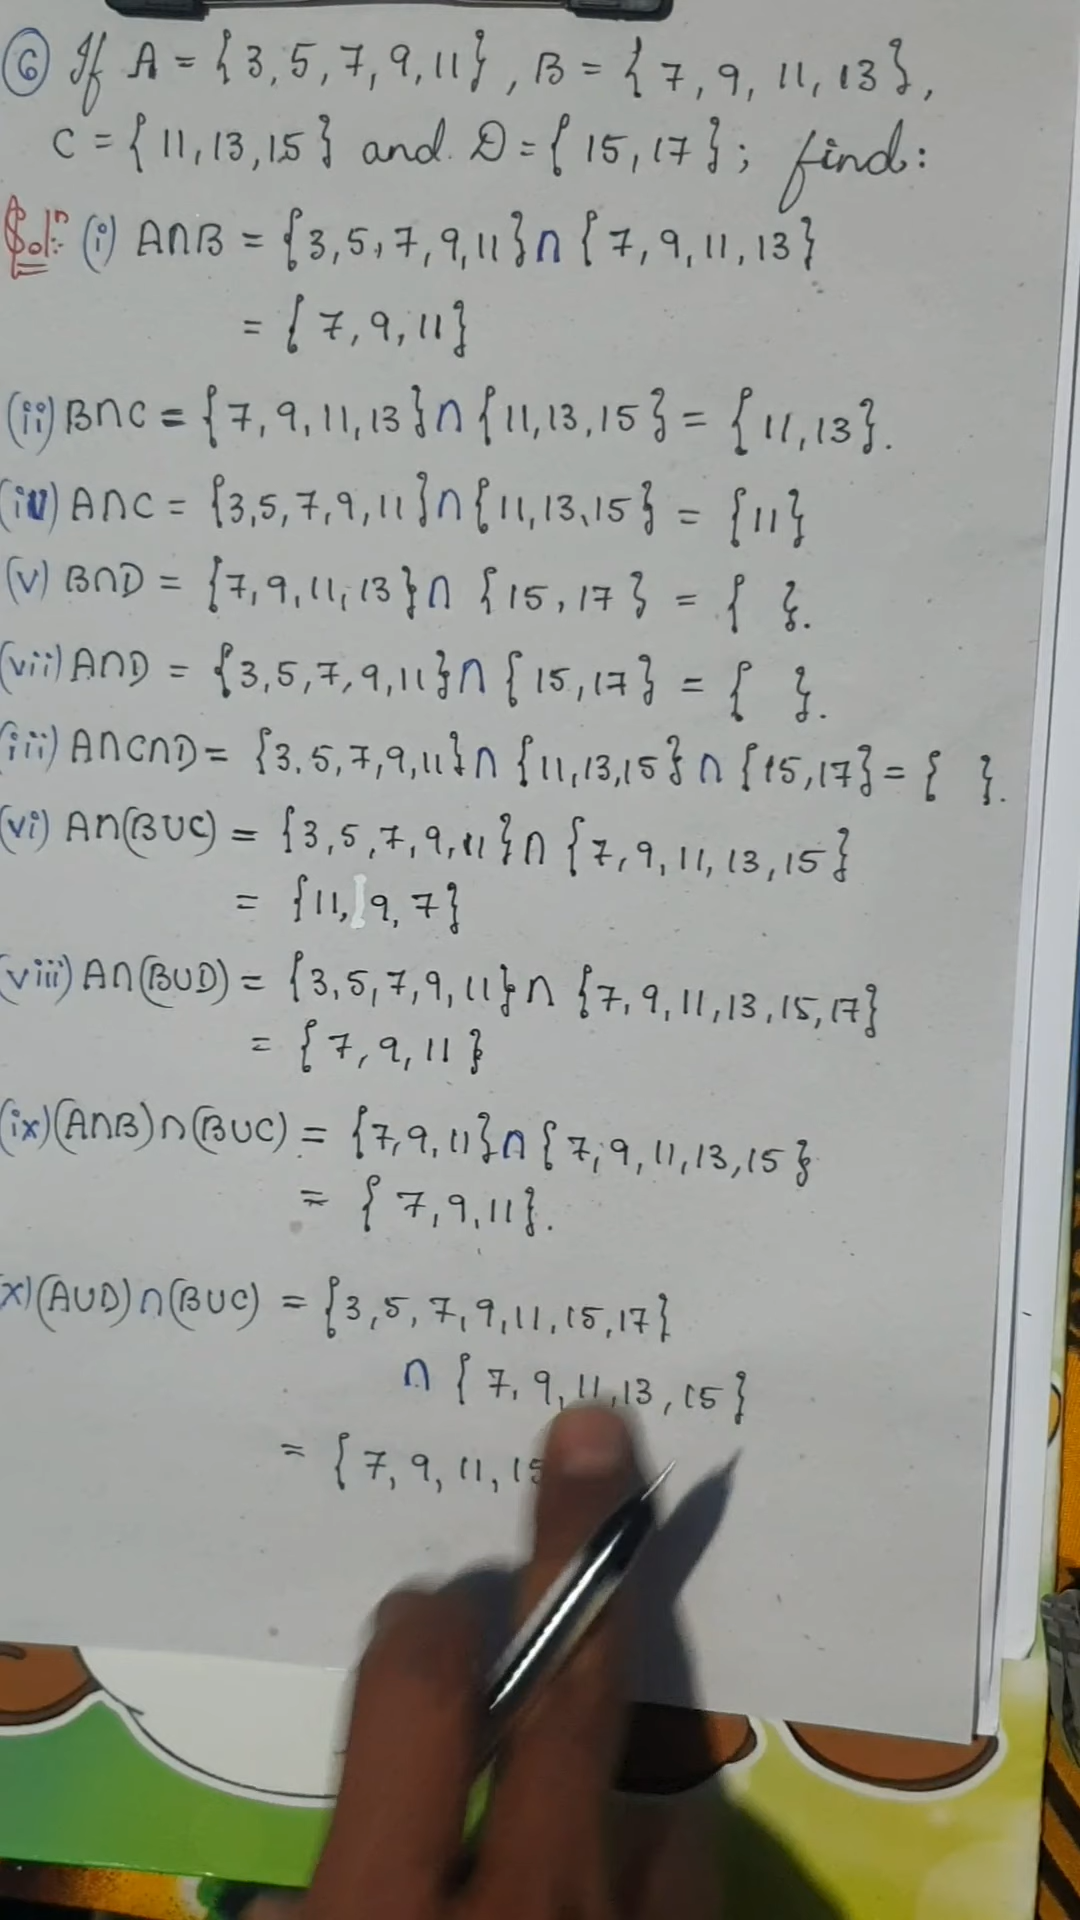 6 If A = {3, 5, 7, 9, 11}, B = {7, 9, 11, 13},
C = {11, 13, 15} and D = {15, 17}; find:
Solⁿ:- (i) A∩B = {3, 5, 7, 9, 11} ∩ {7, 9, 11, 13}
= {7, 9, 11}
(ii) B∩C = {7, 9, 11, 13} ∩ {11, 13, 15} = {11, 13}.
(iv) A∩C = {3, 5, 7, 9, 11} ∩ {11, 13, 15} = {11}
(v) B∩D = {7, 9, 11, 13} ∩ {15, 17} = { }.
(vii) A∩D = {3, 5, 7, 9, 11} ∩ {15, 17} = { }.
iii) A∩C∩D = {3, 5, 7, 9, 11} ∩ {11, 13, 15} ∩ {15, 17} = { }.
(vi) A∩(B∪C) = {3, 5, 7, 9, 11} ∩ {7, 9, 11, 13, 15}
= {11, 9, 7}
(viii) A∩(B∪D) = {3, 5, 7, 9, 11} ∩ {7, 9, 11, 13, 15, 17}
= {7, 9, 11}
(ix) (A∩B)∩(B∪C) = {7, 9, 11} ∩ {7, 9, 11, 13, 15}
= {7, 9, 11}.
x) (A∪D)∩(B∪C) = {3, 5, 7, 9, 11, 15, 17}
∩ {7, 9, 11, 13, 15}
= {7, 9, 11, 15